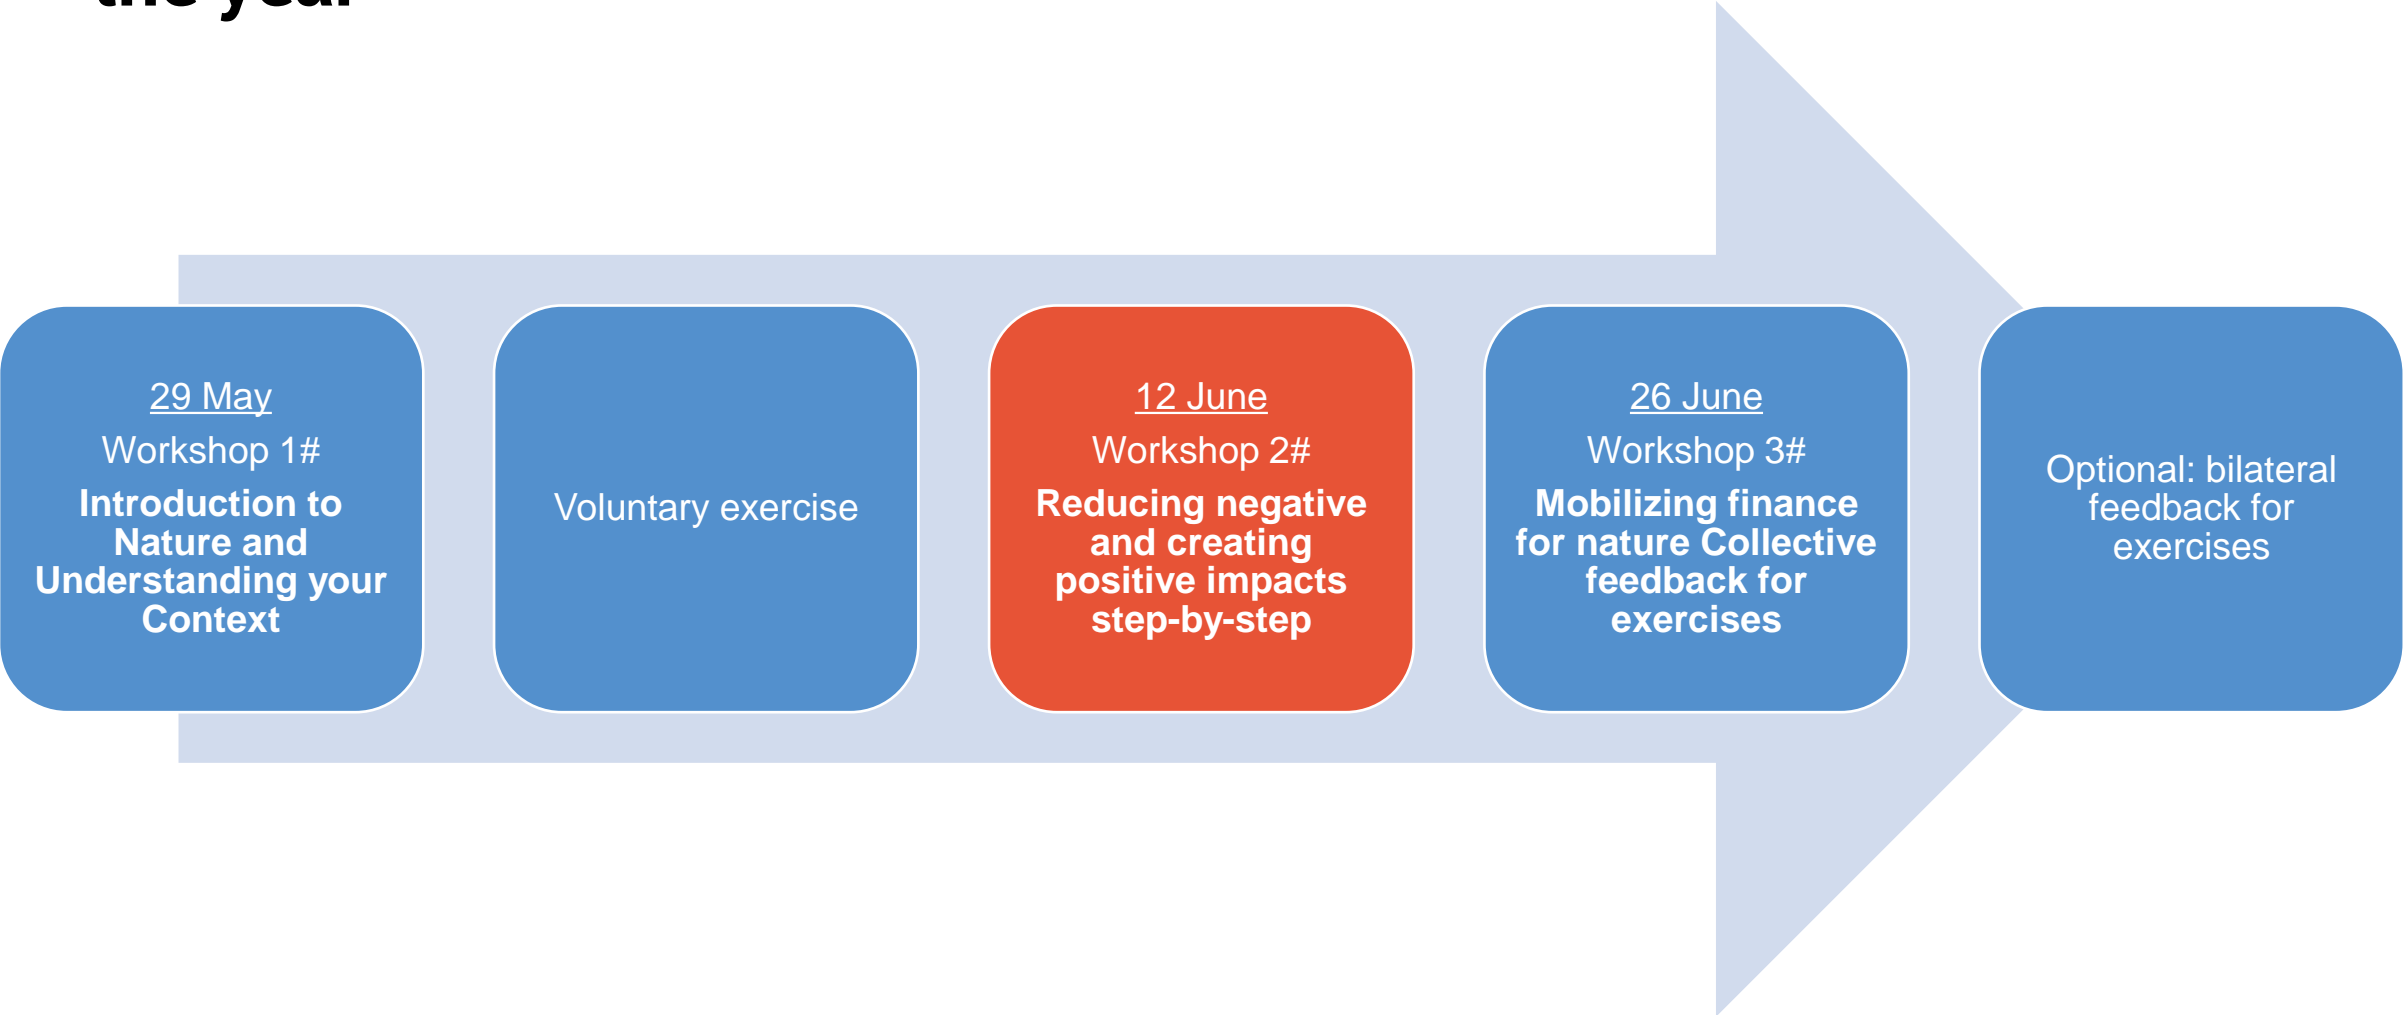 the year
29 May
Workshop 1#
Introduction to
Nature and
Understanding your
Context
Voluntary exercise
12 June
Workshop 2#
Reducing negative
and creating
positive impacts
step-by-step
26 June
Workshop 3#
Mobilizing finance
for nature Collective
feedback for
exercises
Optional: bilateral
feedback for
exercises